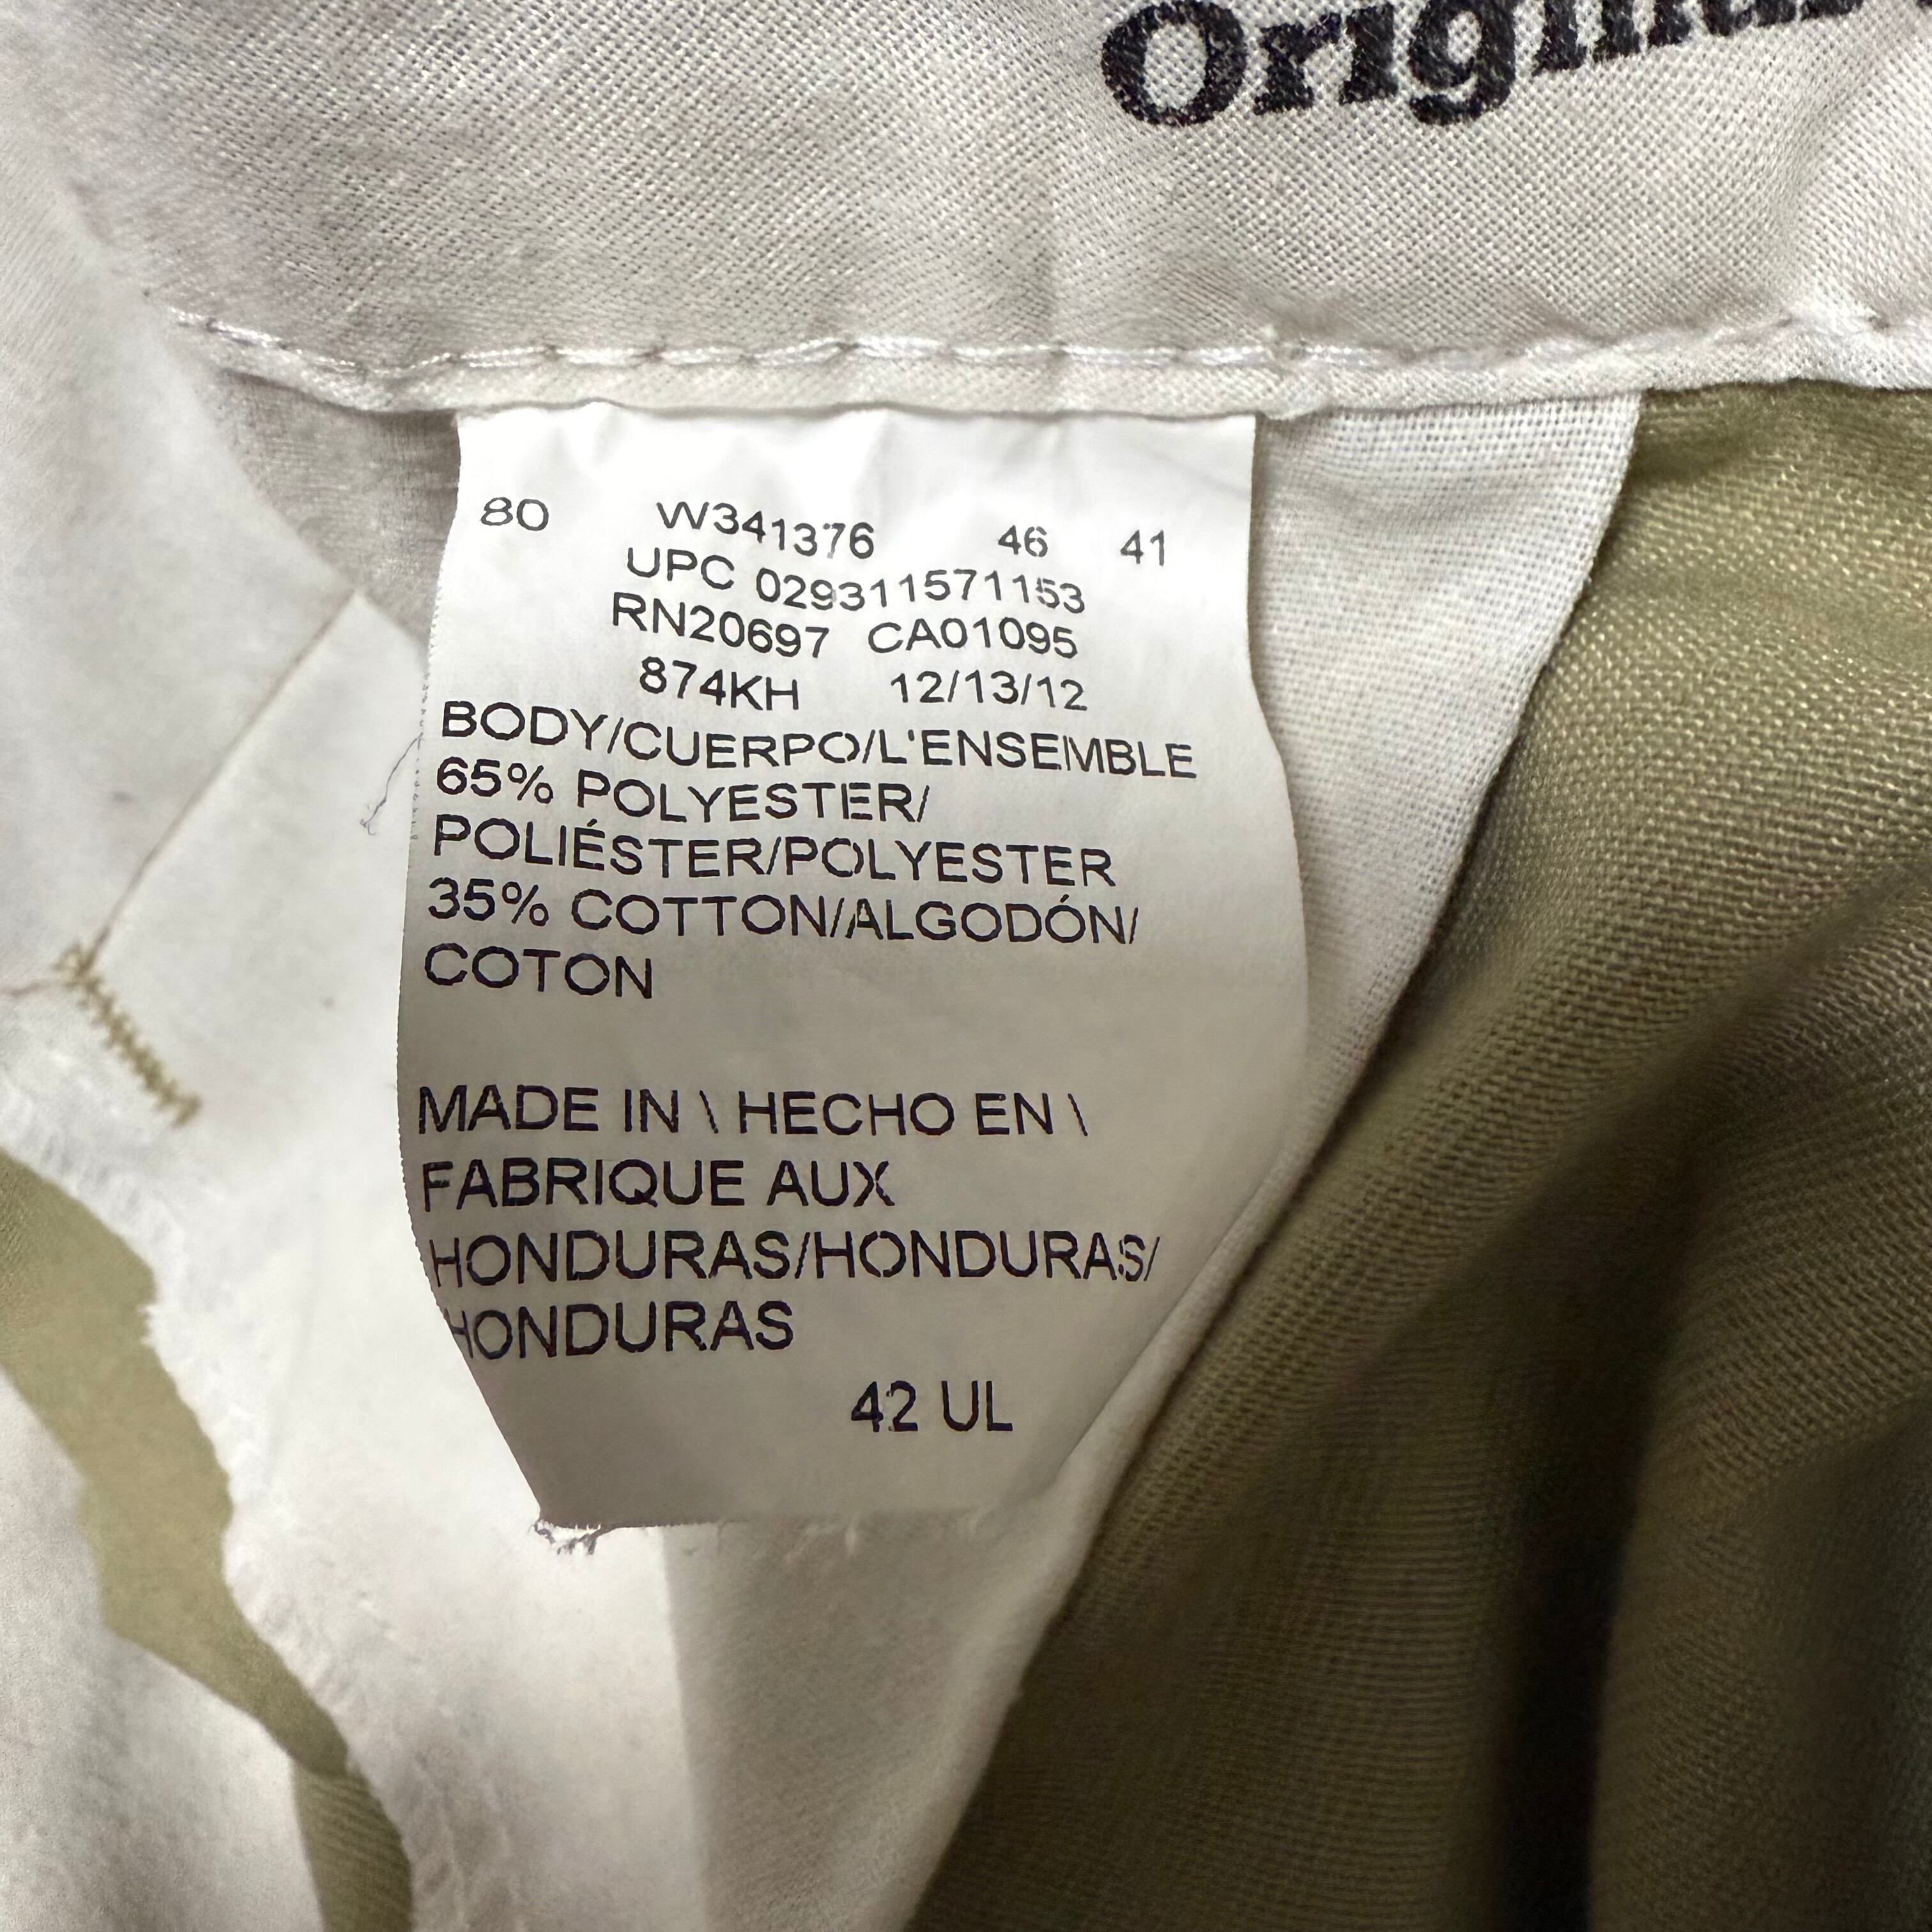 Original
80 W341376 46 41
UPC 029311571153
RN20697 CA01095
874KH 12/13/12
BODY/CUERPO/L'ENSEMBLE
65% POLYESTER/
POLIÉSTER/POLYESTER
35% COTTON/ALGODÓN/
COTON
MADE IN \ HECHO EN \
FABRIQUE AUX
HONDURAS/HONDURAS/
HONDURAS
42 UL